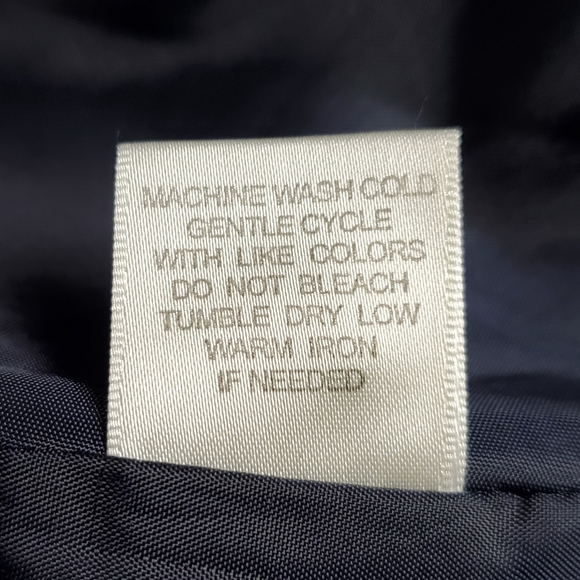 MACHINE WASH COLD
GENTLE CYCLE
WITH LIKE COLORS
DO NOT BLEACH
TUMBLE DRY LOW
WARM IRON
IF NEEDED